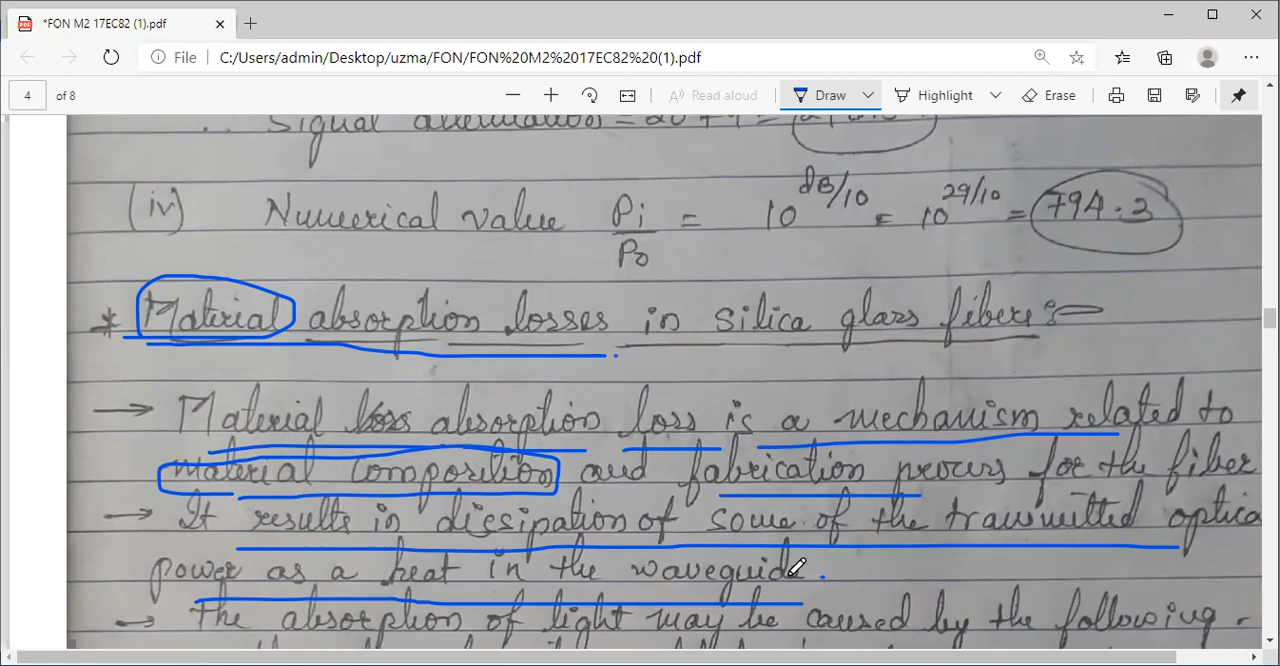 *FON M2 17EC82 (1).pdf
File C:/Users/admin/Desktop/uzma/FON/FON%20M2%2017EC82%20(1).pdf
4 of 8 Read aloud Draw Highlight Erase
Signal attenuation =
(iv) Numerical value Pi/Po = 10^dB/10 = 10^29/10 = 794.3
* Material absorption losses in silica glass fibers :=
→ Material absorption loss is a mechanism related to
material composition and fabrication process for the fiber
→ It results in dissipation of some of the transmitted optica
power as a heat in the waveguide.
→ The absorption of light may be caused by the following